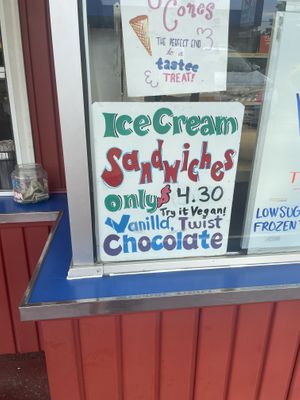 Cones
THE PERFECT END
to a
tastee
TREAT!
Ice Cream
Sandwiches
only $4.30
Try it Vegan!
Vanilla, Twist
Chocolate
LOW SUG
FROZEN